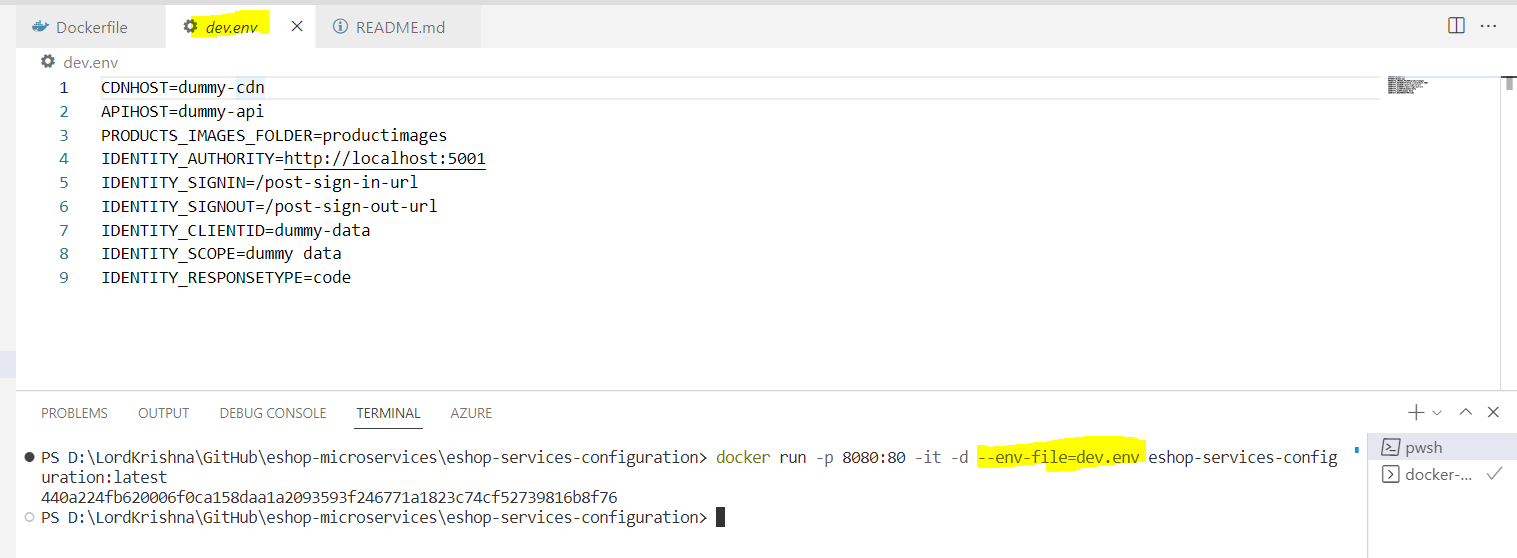 Dockerfile dev.env README.md
dev.env
1 CDNHOST=dummy-cdn
2 APIHOST=dummy-api
3 PRODUCTS_IMAGES_FOLDER=productimages
4 IDENTITY_AUTHORITY=http://localhost:5001
5 IDENTITY_SIGNIN=/post-sign-in-url
6 IDENTITY_SIGNOUT=/post-sign-out-url
7 IDENTITY_CLIENTID=dummy-data
8 IDENTITY_SCOPE=dummy data
9 IDENTITY_RESPONSETYPE=code
PROBLEMS OUTPUT DEBUG CONSOLE TERMINAL AZURE
PS D:\LordKrishna\GitHub\eshop-microservices\eshop-services-configuration> docker run -p 8080:80 -it -d --env-file=dev.env eshop-services-config
uration:latest
440a224fb620006f0ca158daa1a2093593f246771a1823c74cf52739816b8f76
PS D:\LordKrishna\GitHub\eshop-microservices\eshop-services-configuration>
pwsh
docker-...